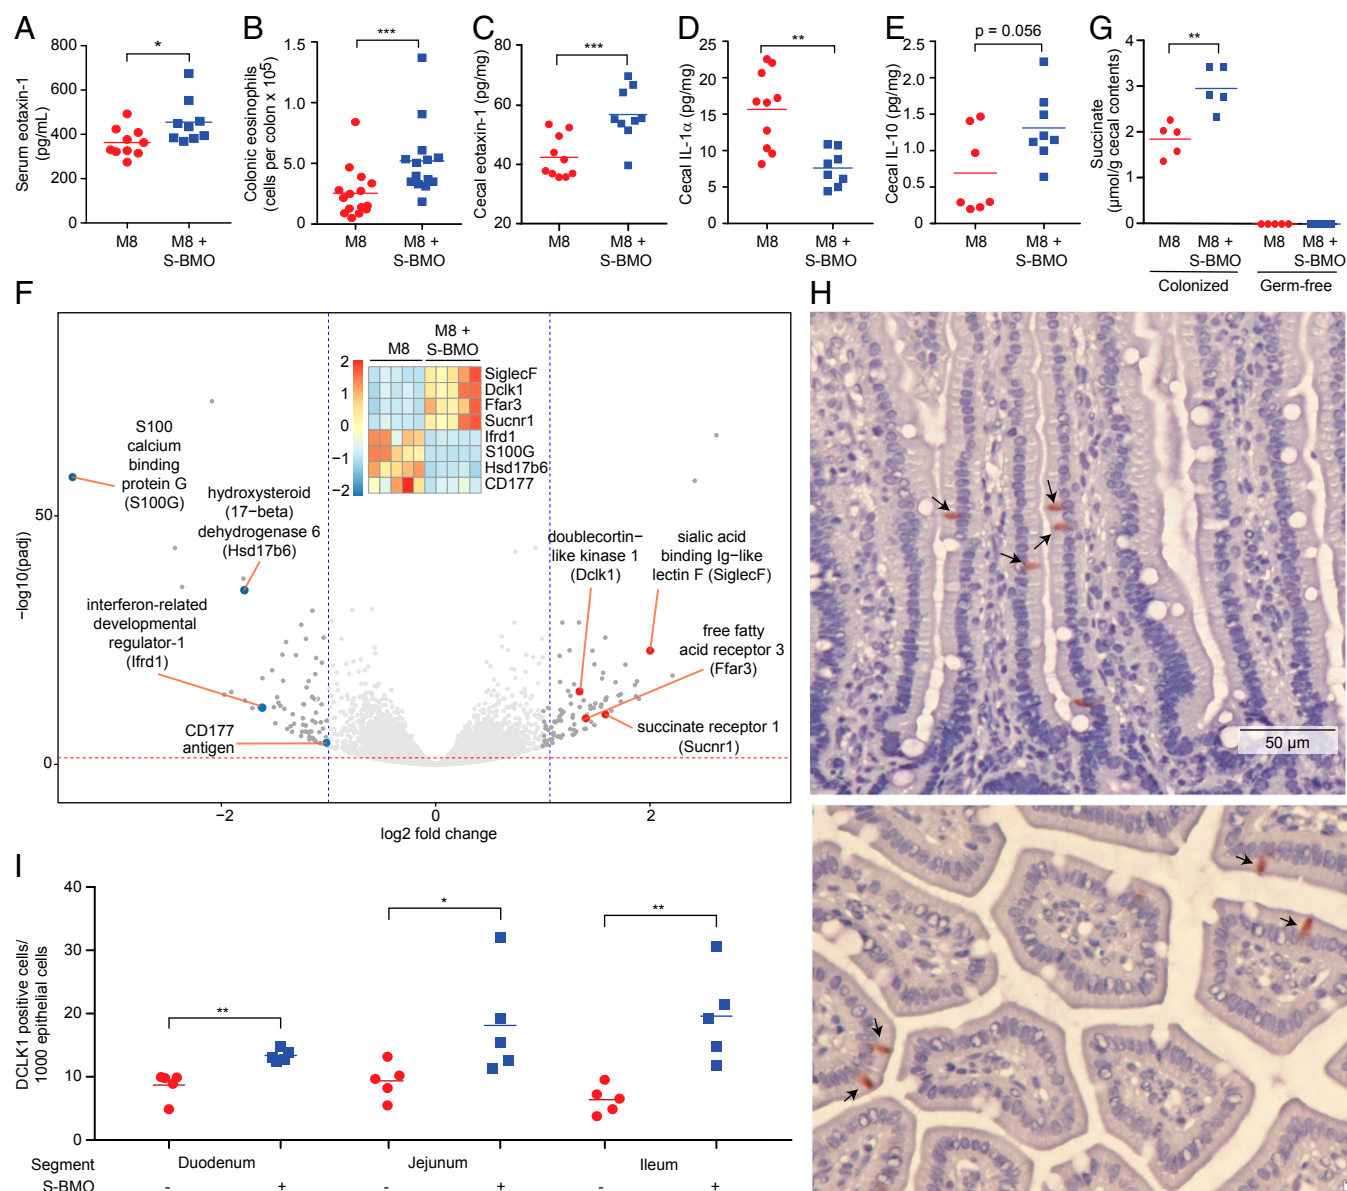 A
Serum eotaxin-1
(pg/mL)
800
600
400
200
0
*
M8
M8 +
S-BMO
B
Colonic eosinophils
(cells per colon x 10⁵)
1.5
1.0
5.0
0
***
M8
M8 +
S-BMO
C
Cecal eotaxin-1 (pg/mg)
80
60
40
20
***
M8
M8 +
S-BMO
D
Cecal IL-1α (pg/mg)
25
20
15
10
5
0
**
M8
M8 +
S-BMO
E
Cecal IL-10 (pg/mg)
2.5
2.0
1.5
1.0
0.5
0
p = 0.056
M8
M8 +
S-BMO
G
Succinate
(μmol/g cecal contents)
4
3
2
1
0
**
M8
M8 +
S-BMO
M8
M8 +
S-BMO
Colonized
Germ-free
F
−log10(padj)
50
0
−2
0
2
log2 fold change
S100
calcium
binding
protein G
(S100G)
hydroxysteroid
(17−beta)
dehydrogenase 6
(Hsd17b6)
interferon-related
developmental
regulator-1
(Ifrd1)
CD177
antigen
M8
M8 +
S-BMO
2
1
0
−1
−2
SiglecF
Dclk1
Ffar3
Sucnr1
Ifrd1
S100G
Hsd17b6
CD177
doublecortin−
like kinase 1
(Dclk1)
sialic acid
binding Ig−like
lectin F (SiglecF)
free fatty
acid receptor 3
(Ffar3)
succinate receptor 1
(Sucnr1)
H
50 μm
I
DCLK1 positive cells/
1000 epithelial cells
40
30
20
10
0
**
*
**
Segment
Duodenum
Jejunum
Ileum
S-BMO
-
+
-
+
-
+